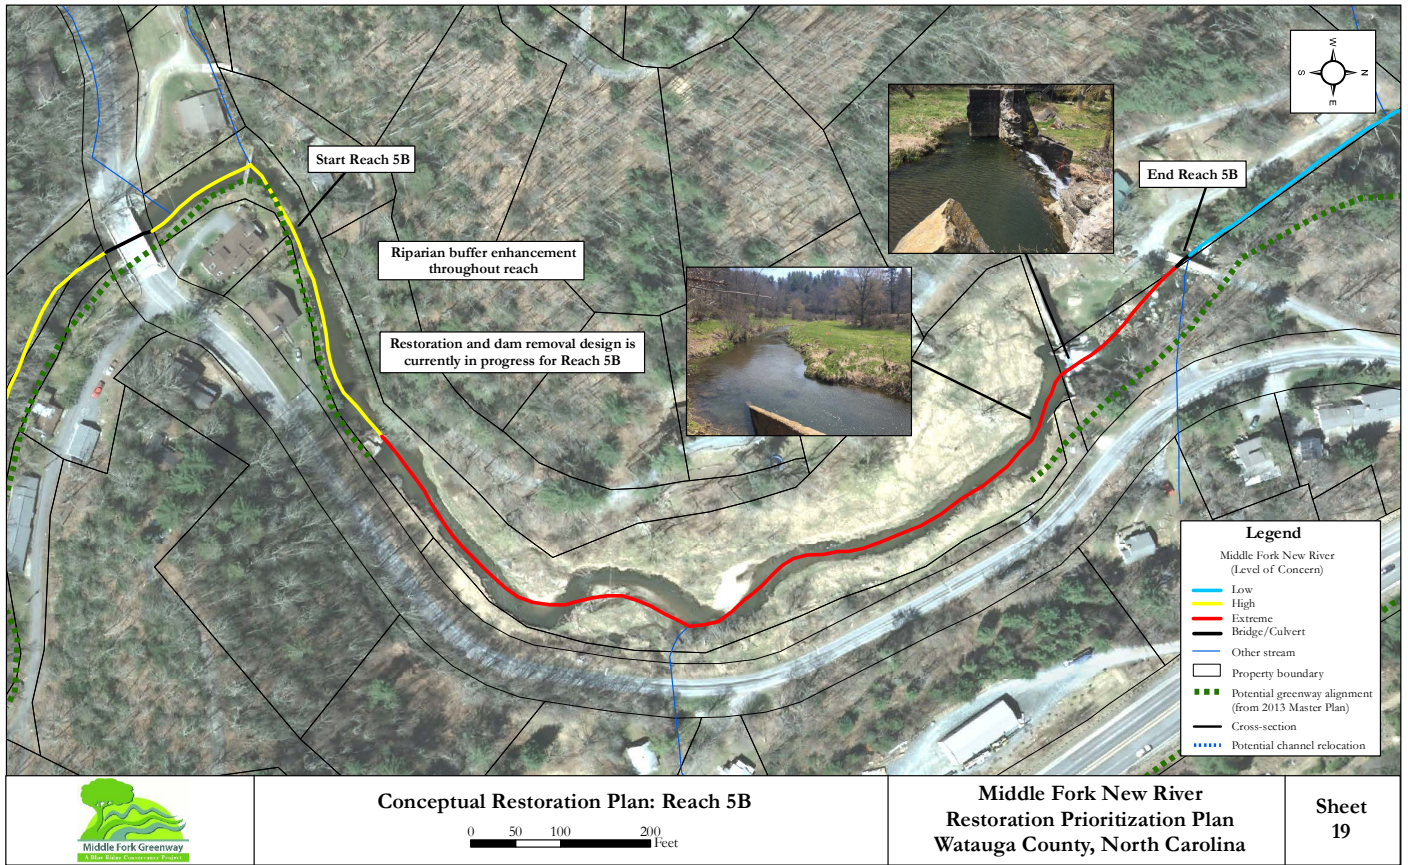 W
S
N
E
Start Reach 5B
End Reach 5B
Riparian buffer enhancement
throughout reach
Restoration and dam removal design is
currently in progress for Reach 5B
Legend
Middle Fork New River
(Level of Concern)
Low
High
Extreme
Bridge/Culvert
Other stream
Property boundary
Potential greenway alignment
(from 2013 Master Plan)
Cross-section
Potential channel relocation
Middle Fork Greenway
A Blue Ridge Conservancy Project
Conceptual Restoration Plan: Reach 5B
0 50 100 200
Feet
Middle Fork New River
Restoration Prioritization Plan
Watauga County, North Carolina
Sheet
19